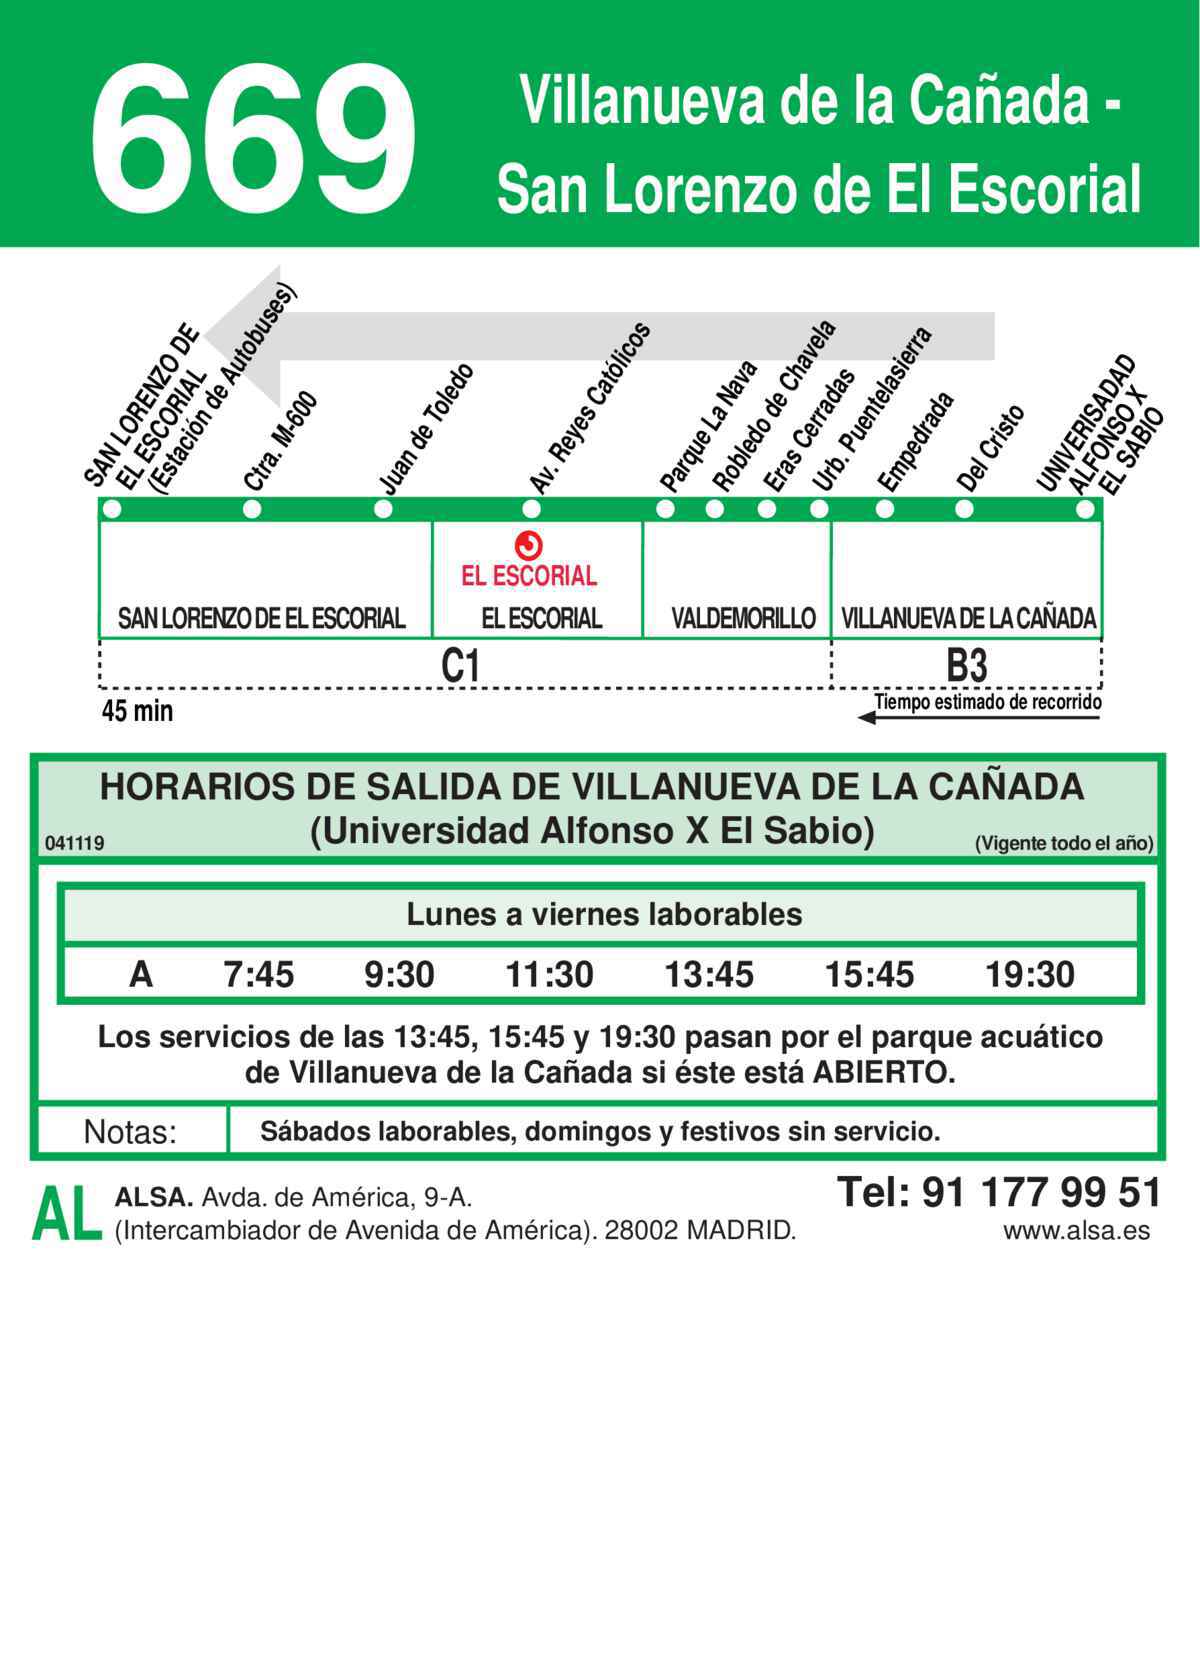 669
Villanueva de la Cañada -
San Lorenzo de El Escorial
SAN LORENZO DE
EL ESCORIAL
(Estación de Autobuses)
Ctra. M-600
Juan de Toledo
Av. Reyes Católicos
Parque La Nava
Robledo de Chavela
Eras Cerradas
Urb. Puentelasierra
Empedrada
Del Cristo
UNIVERISADAD
ALFONSO X
EL SABIO
EL ESCORIAL
SAN LORENZO DE EL ESCORIAL
EL ESCORIAL
VALDEMORILLO
VILLANUEVA DE LA CAÑADA
C1
B3
45 min
Tiempo estimado de recorrido
HORARIOS DE SALIDA DE VILLANUEVA DE LA CAÑADA
(Universidad Alfonso X El Sabio)
041119
(Vigente todo el año)
Lunes a viernes laborables
A 7:45 9:30 11:30 13:45 15:45 19:30
Los servicios de las 13:45, 15:45 y 19:30 pasan por el parque acuático
de Villanueva de la Cañada si éste está ABIERTO.
Notas: Sábados laborables, domingos y festivos sin servicio.
AL
ALSA. Avda. de América, 9-A.
(Intercambiador de Avenida de América). 28002 MADRID.
Tel: 91 177 99 51
www.alsa.es